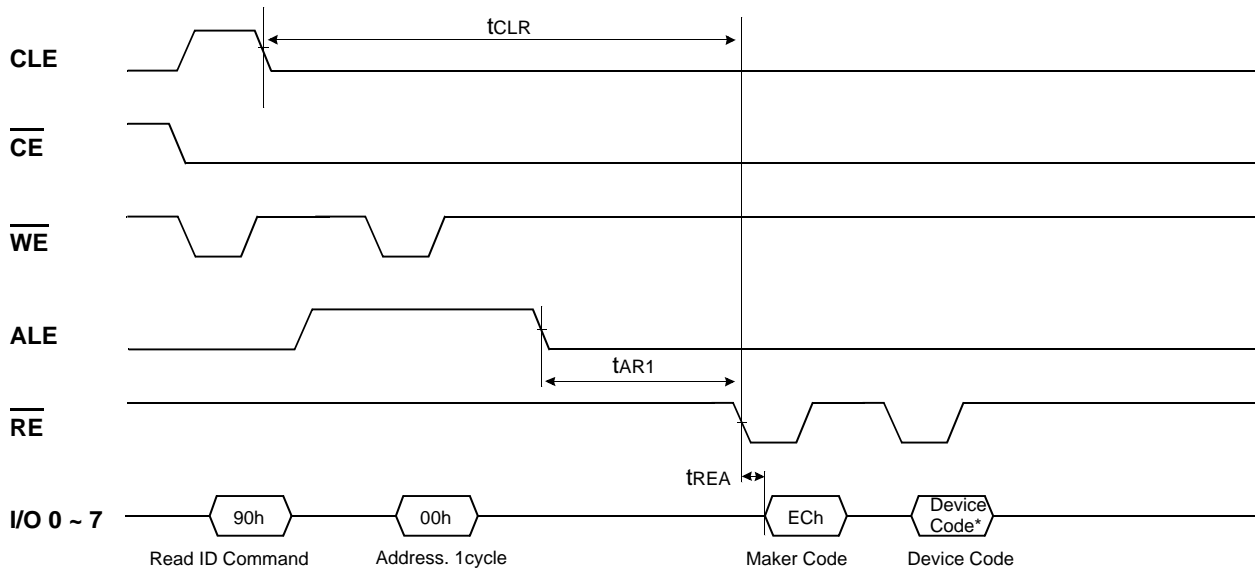 tCLR
CLE
CE
WE
ALE
tAR1
RE
tREA
I/O 0 ~ 7
90h
00h
ECh
Device
Code*
Read ID Command
Address. 1cycle
Maker Code
Device Code